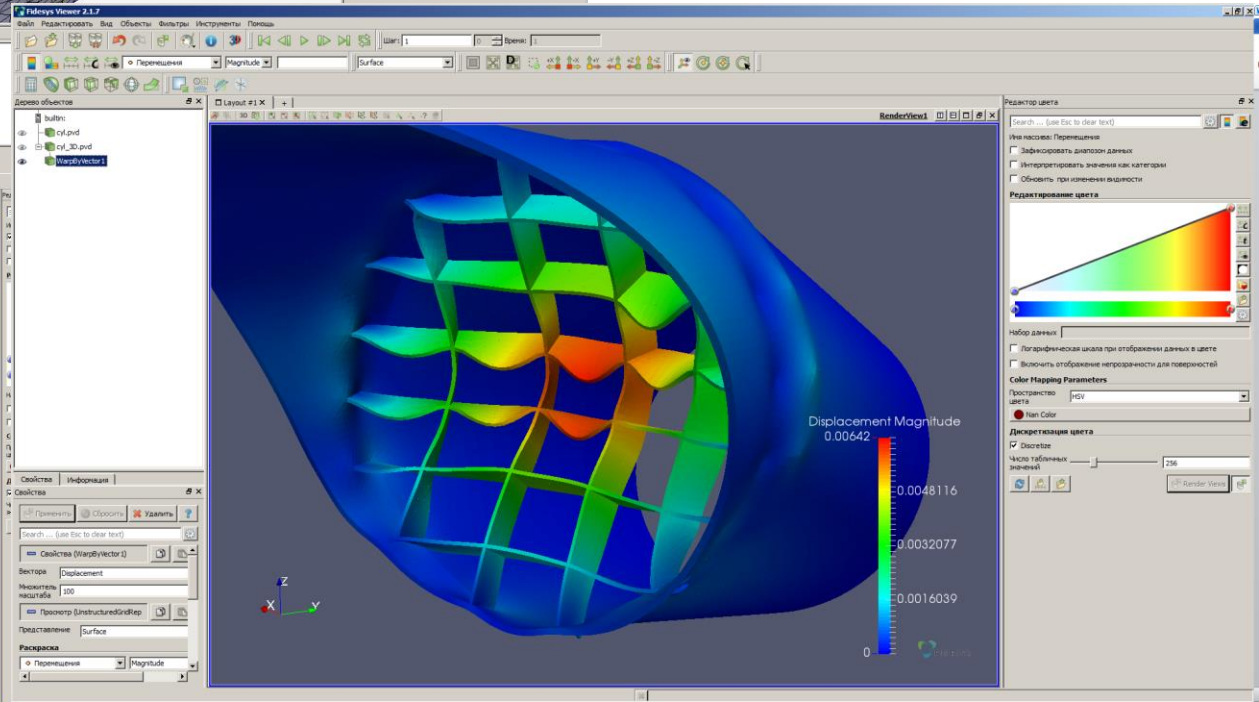 Fidesys Viewer 2.1.7
Файл Редактировать Вид Объекты Фильтры Инструменты Помощь
Шаг: 1 0 Время: 1
Перемещения Magnitude Surface
Дерево объектов
builtin:
cyl.pvd
cyl_3D.pvd
WarpByVector1
Layout #1
RenderView1
Displacement Magnitude
0.00642
0.0048116
0.0032077
0.0016039
0
Z
X Y
Свойства Информация
Свойства
Применить Сбросить Удалить ?
Search ... (use Esc to clear text)
Свойства (WarpByVector1)
Вектора Displacement
Множитель масштаба 100
Просмотр (UnstructuredGridRep
Представление Surface
Раскраска
Перемещения Magnitude
Редактор цвета
Search ... (use Esc to clear text)
Имя массива: Перемещения
Зафиксировать диапозон данных
Интерпретировать значения как категории
Обновить при изменении видимости
Редактирование цвета
Набор данных
Логарифмическая шкала при отображении данных в цвете
Включить отображение непрозрачности для поверхностей
Color Mapping Parameters
Пространство цвета HSV
Nan Color
Дискретизация цвета
Discretize
Число табличных значений 256
Render Views